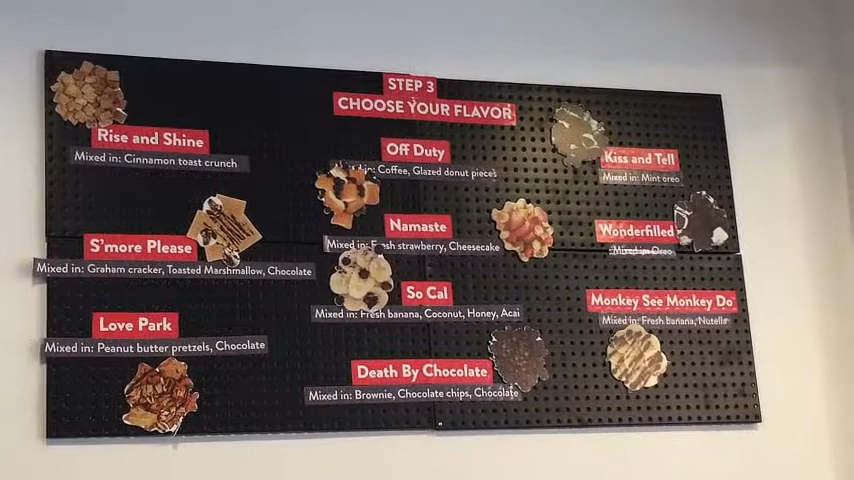 STEP 3
CHOOSE YOUR FLAVOR
Rise and Shine
Mixed in: Cinnamon toast crunch
S'more Please
Mixed in: Graham cracker, Toasted Marshmallow, Chocolate
Love Park
Mixed in: Peanut butter pretzels, Chocolate
Off Duty
in: Coffee, Glazed donut pieces
Namaste
Mixed in: Fresh strawberry, Cheesecake
So Cal
Mixed in: Fresh banana, Coconut, Honey, Acai
Death By Chocolate
Mixed in: Brownie, Chocolate chips, Chocolate
Kiss and Tell
Mixed in: Mint oreo
Wonderfilled
Mixed in: Oreo
Monkey See Monkey Do
Mixed in: Fresh banana, Nutella